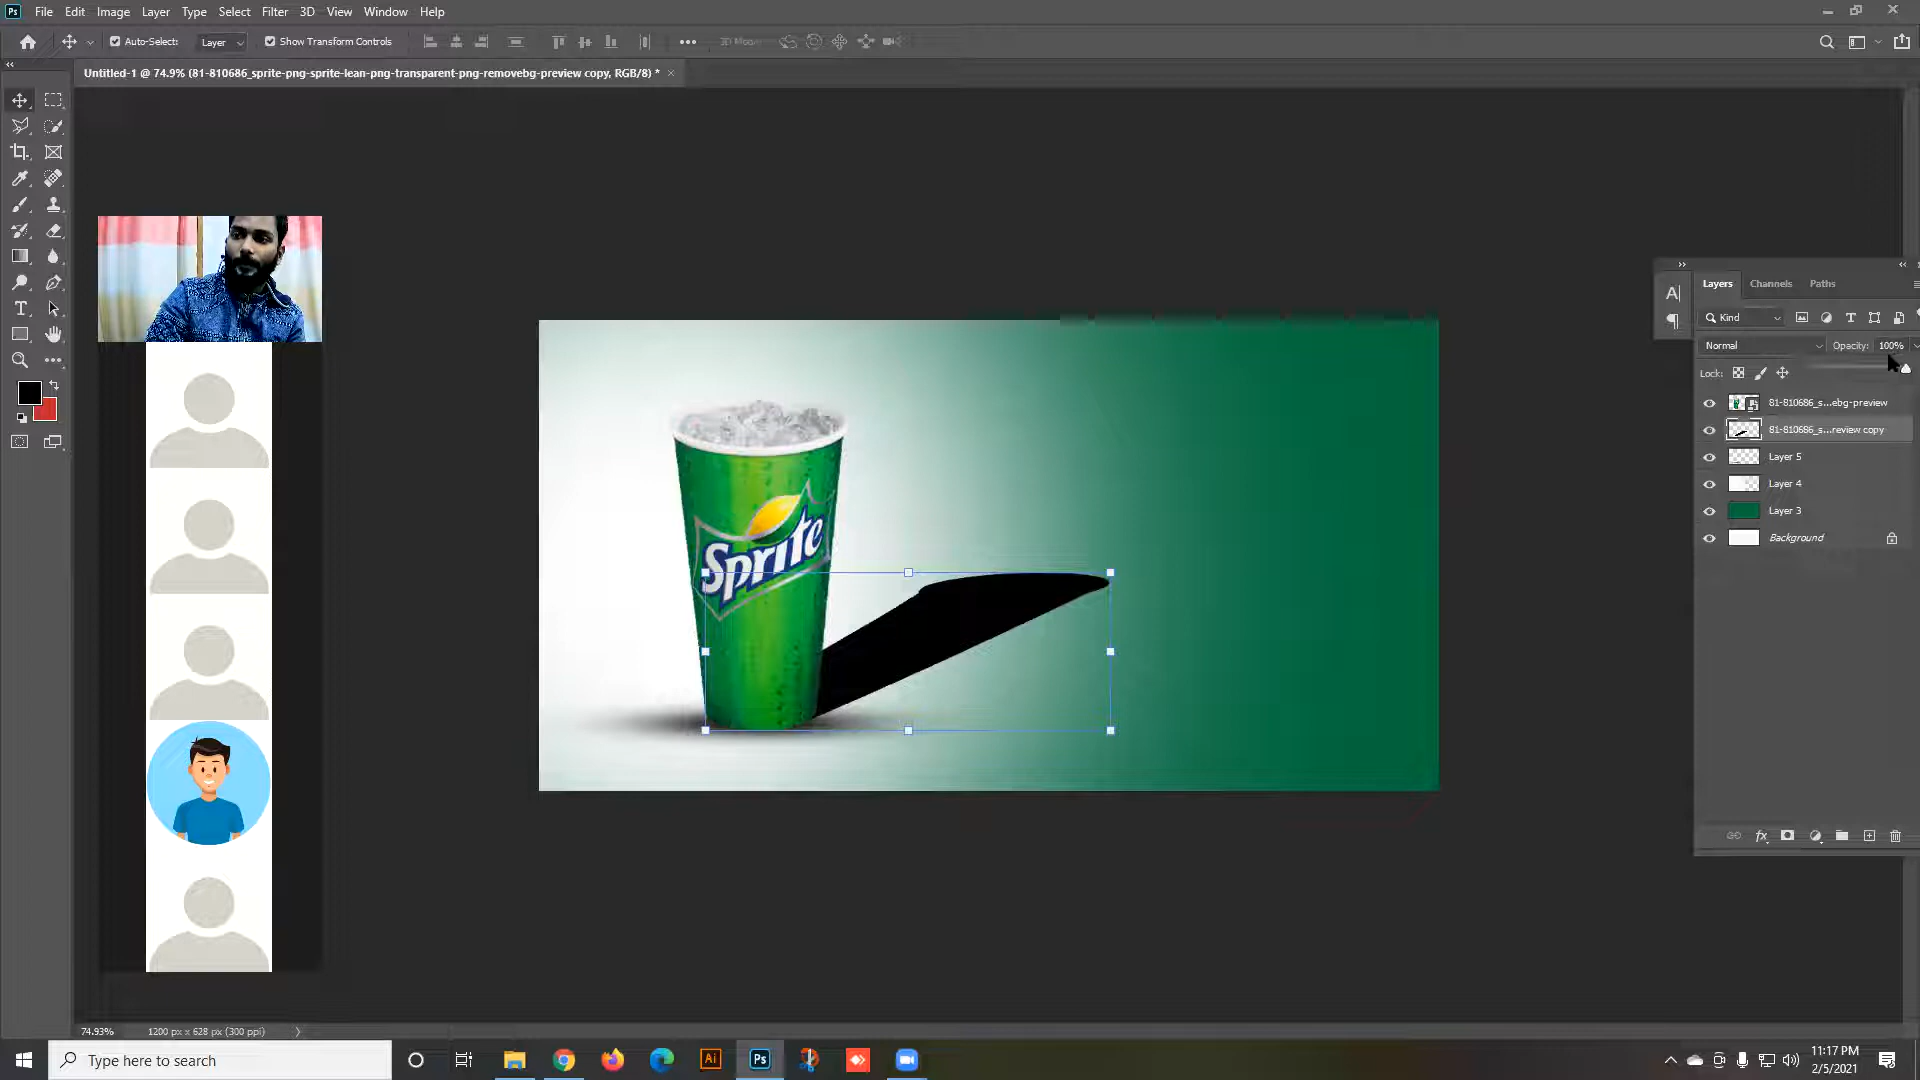 Ps File Edit Image Layer Type Select Filter 3D View Window Help
Auto-Select: Layer Show Transform Controls
Untitled-1 @ 74.9% (81-810686_sprite-png-sprite-lean-png-transparent-png-removebg-preview copy, RGB/8) *
Layers Channels Paths
Kind
Normal Opacity: 100%
Lock:
81-810686_s...ebg-preview
81-810686_s...review copy
Layer 5
Layer 4
Layer 3
Background
Sprite
fx
74.93% 1200 px x 628 px (300 ppi)
Type here to search
Ai
Ps
11:17 PM
2/5/2021